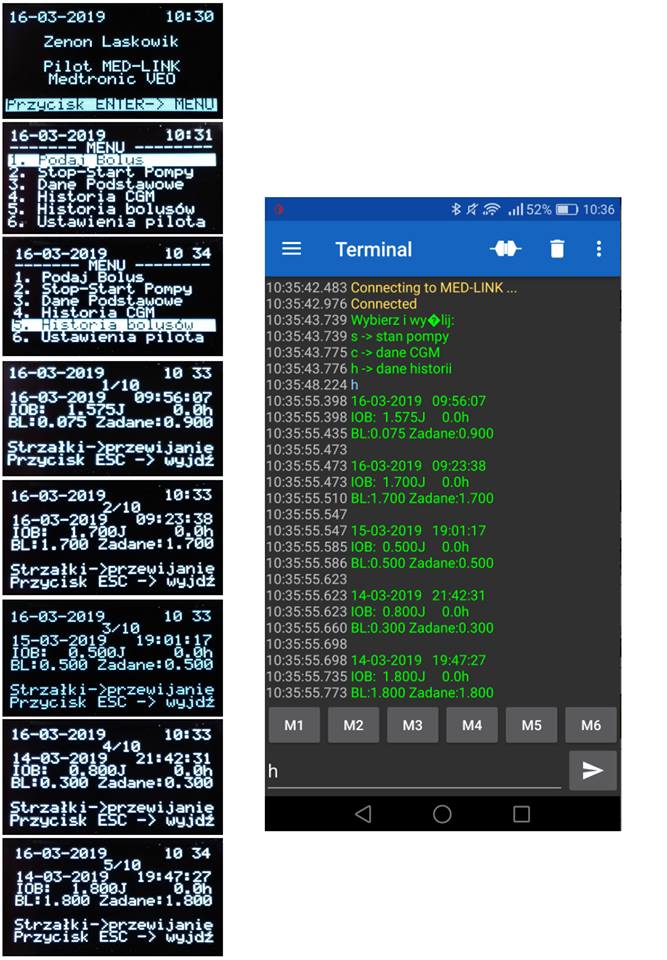 16-03-2019 10:30
Zenon Laskowik
Pilot MED-LINK
Medtronic VEO
Przycisk ENTER-> MENU
16-03-2019 10:31
------- MENU --------
1. Podaj Bolus
2. Stop-Start Pompy
3. Dane Podstawowe
4. Historia CGM
5. Historia bolusów
6. Ustawienia pilota
16-03-2019 10 34
------- MENU --------
1. Podaj Bolus
2. Stop-Start Pompy
3. Dane Podstawowe
4. Historia CGM
5. Historia bolusów
6. Ustawienia pilota
16-03-2019 10 33
1/10
16-03-2019 09:56:07
IOB: 1.575J 0.0h
BL:0.075 Zadane:0.900
Strzałki->przewijanie
Przycisk ESC -> wyjdź
16-03-2019 10:33
2/10
16-03-2019 09:23:38
IOB: 1.700J 0.0h
BL:1.700 Zadane:1.700
Strzałki->przewijanie
Przycisk ESC -> wyjdź
16-03-2019 10 33
3/10
15-03-2019 19:01:17
IOB: 0.500J 0.0h
BL:0.500 Zadane:0.500
Strzałki->przewijanie
Przycisk ESC -> wyjdź
16-03-2019 10:33
4/10
14-03-2019 21:42:31
IOB: 0.800J 0.0h
BL:0.300 Zadane:0.300
Strzałki->przewijanie
Przycisk ESC -> wyjdź
16-03-2019 10 34
5/10
14-03-2019 19:47:27
IOB: 1.800J 0.0h
BL:1.800 Zadane:1.800
Strzałki->przewijanie
Przycisk ESC -> wyjdź
52% 10:36
Terminal
10:35:42.483 Connecting to MED-LINK ...
10:35:42.976 Connected
10:35:43.739 Wybierz i wy�lij:
10:35:43.739 s -> stan pompy
10:35:43.775 c -> dane CGM
10:35:43.776 h -> dane historii
10:35:48.224 h
10:35:55.398 16-03-2019 09:56:07
10:35:55.398 IOB: 1.575J 0.0h
10:35:55.435 BL:0.075 Zadane:0.900
10:35:55.473
10:35:55.473 16-03-2019 09:23:38
10:35:55.473 IOB: 1.700J 0.0h
10:35:55.510 BL:1.700 Zadane:1.700
10:35:55.547
10:35:55.547 15-03-2019 19:01:17
10:35:55.585 IOB: 0.500J 0.0h
10:35:55.586 BL:0.500 Zadane:0.500
10:35:55.623
10:35:55.623 14-03-2019 21:42:31
10:35:55.623 IOB: 0.800J 0.0h
10:35:55.660 BL:0.300 Zadane:0.300
10:35:55.698
10:35:55.698 14-03-2019 19:47:27
10:35:55.735 IOB: 1.800J 0.0h
10:35:55.773 BL:1.800 Zadane:1.800
M1 M2 M3 M4 M5 M6
h